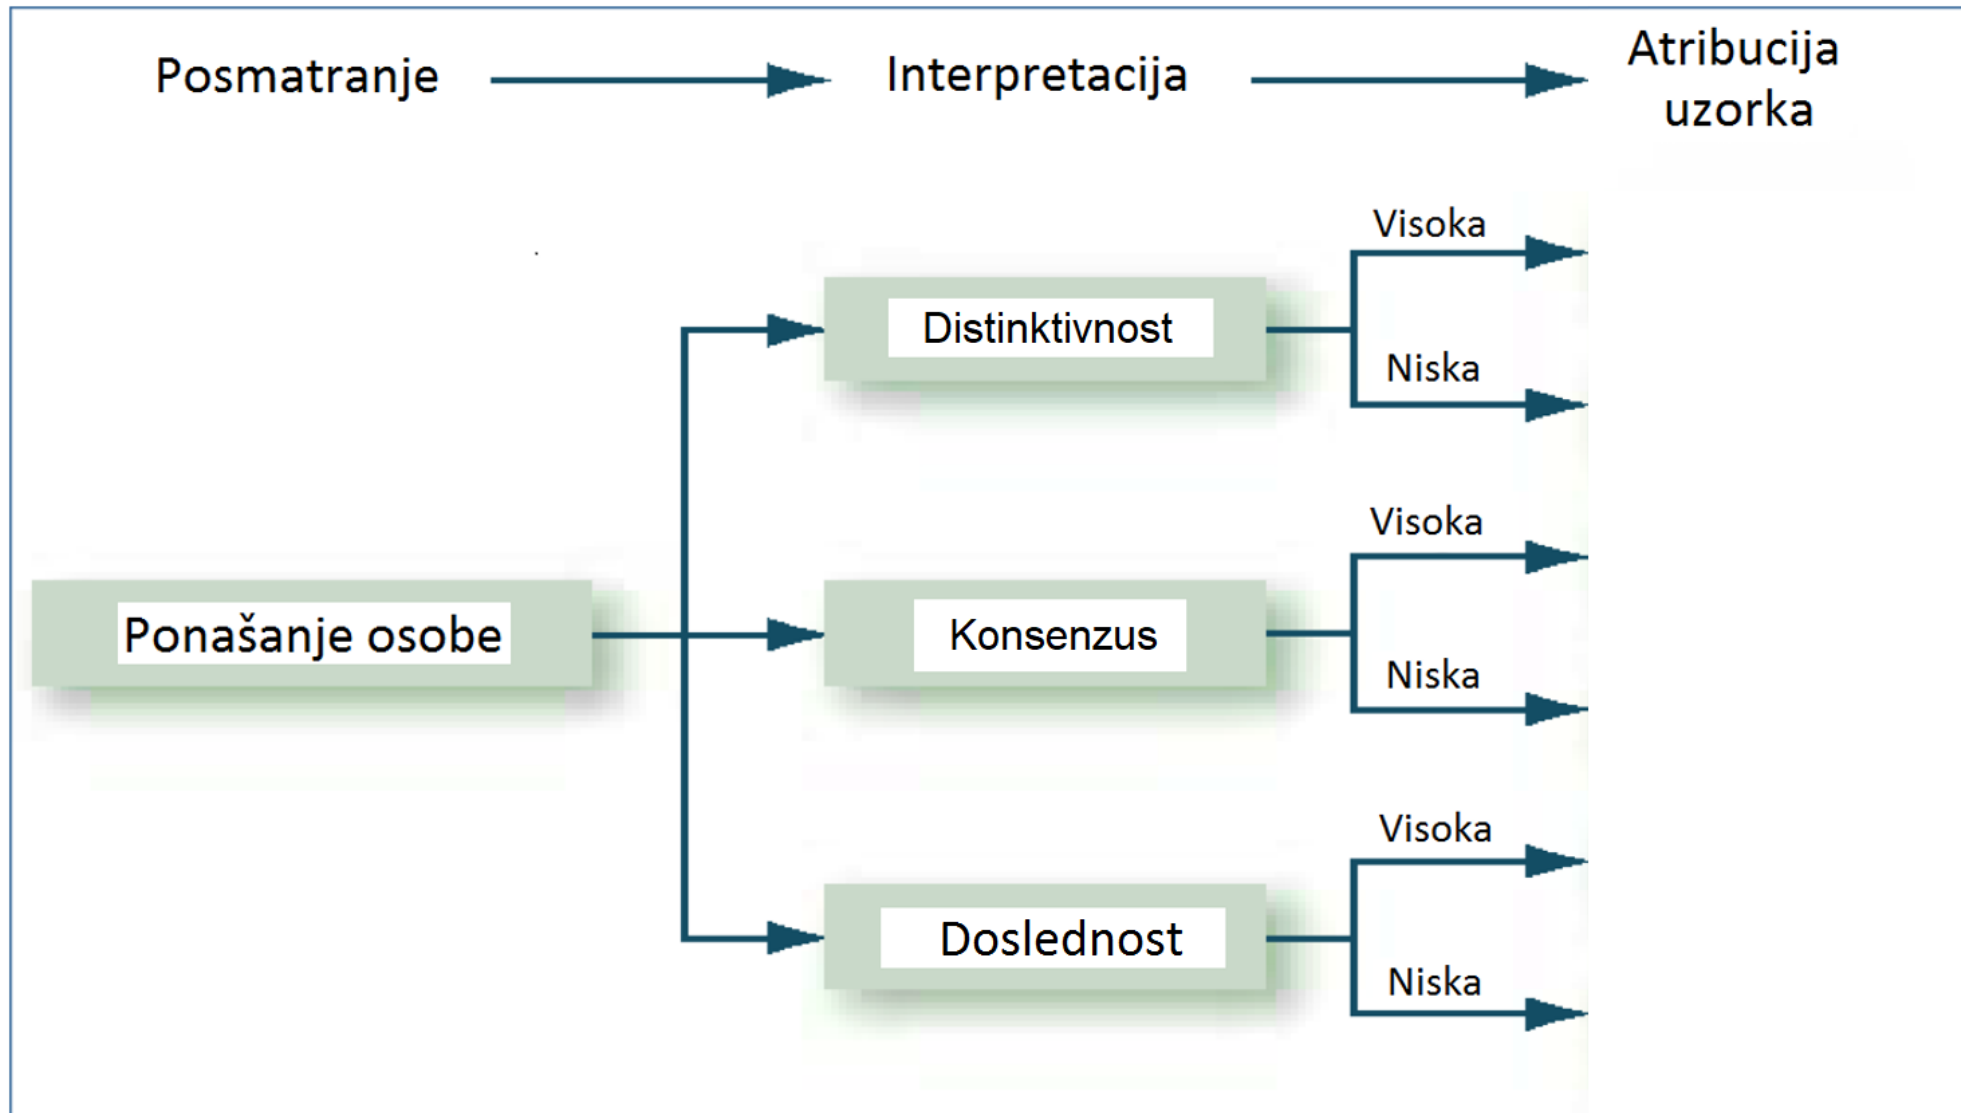 Posmatranje
Interpretacija
Atribucija
uzorka
Visoka
Distinktivnost
Niska
Visoka
Ponašanje osobe
Konsenzus
Niska
Visoka
Doslednost
Niska